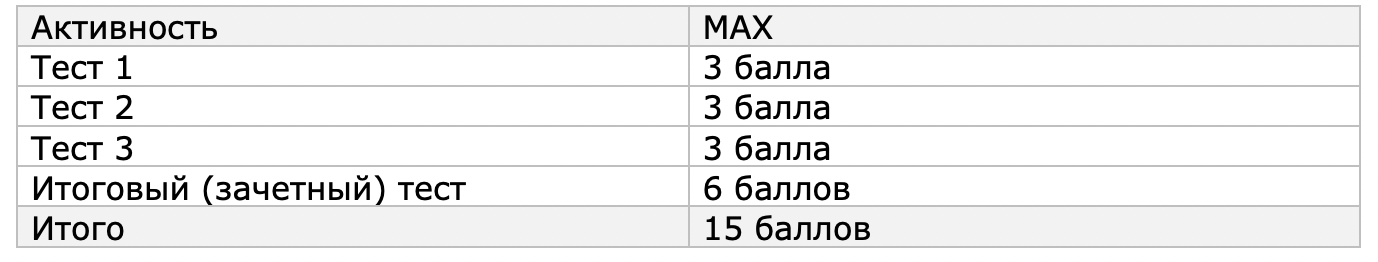 Активность MAX
Тест 1 3 балла
Тест 2 3 балла
Тест 3 3 балла
Итоговый (зачетный) тест 6 баллов
Итого 15 баллов